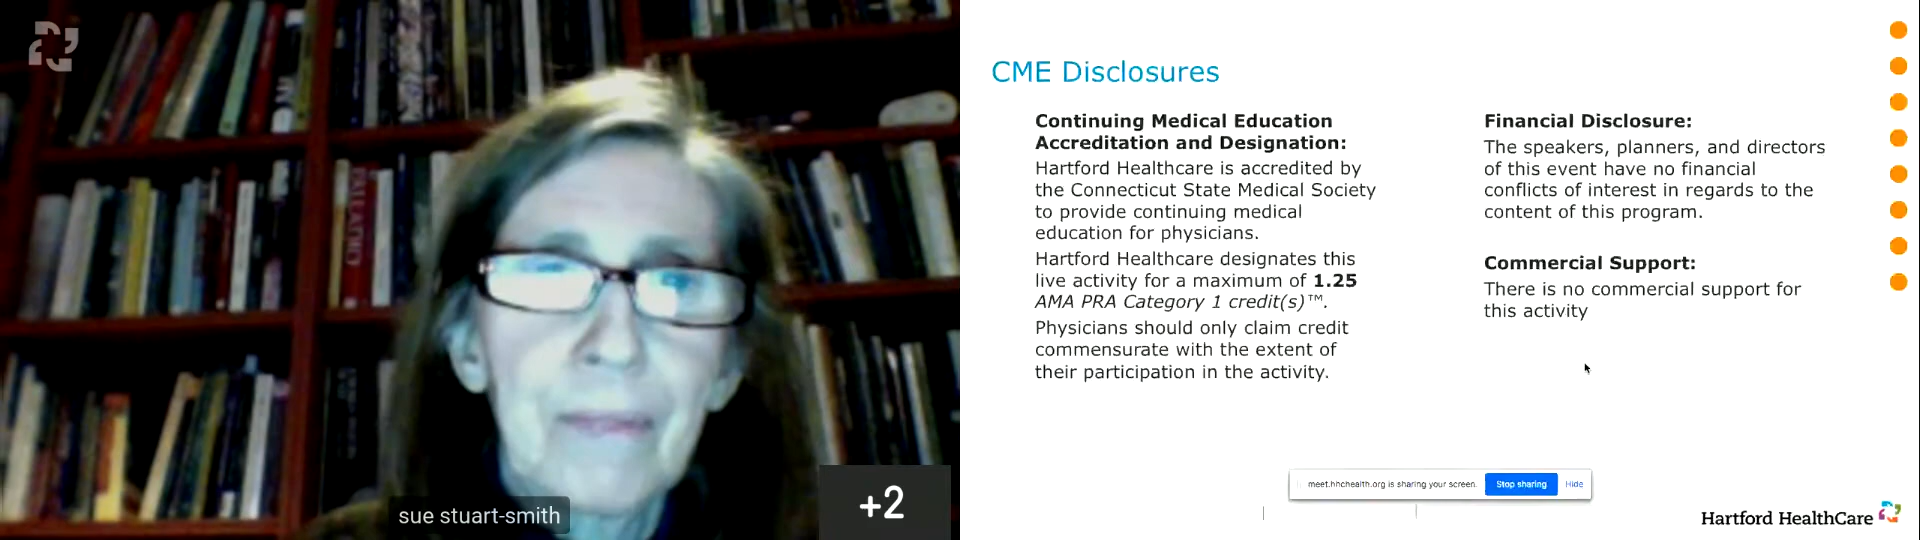 PALLADIO
sue stuart-smith
+2
CME Disclosures
Continuing Medical Education
Accreditation and Designation:
Hartford Healthcare is accredited by
the Connecticut State Medical Society
to provide continuing medical
education for physicians.
Hartford Healthcare designates this
live activity for a maximum of 1.25
AMA PRA Category 1 credit(s)™.
Physicians should only claim credit
commensurate with the extent of
their participation in the activity.
Financial Disclosure:
The speakers, planners, and directors
of this event have no financial
conflicts of interest in regards to the
content of this program.
Commercial Support:
There is no commercial support for
this activity
meet.hhchealth.org is sharing your screen.
Stop sharing
Hide
Hartford HealthCare